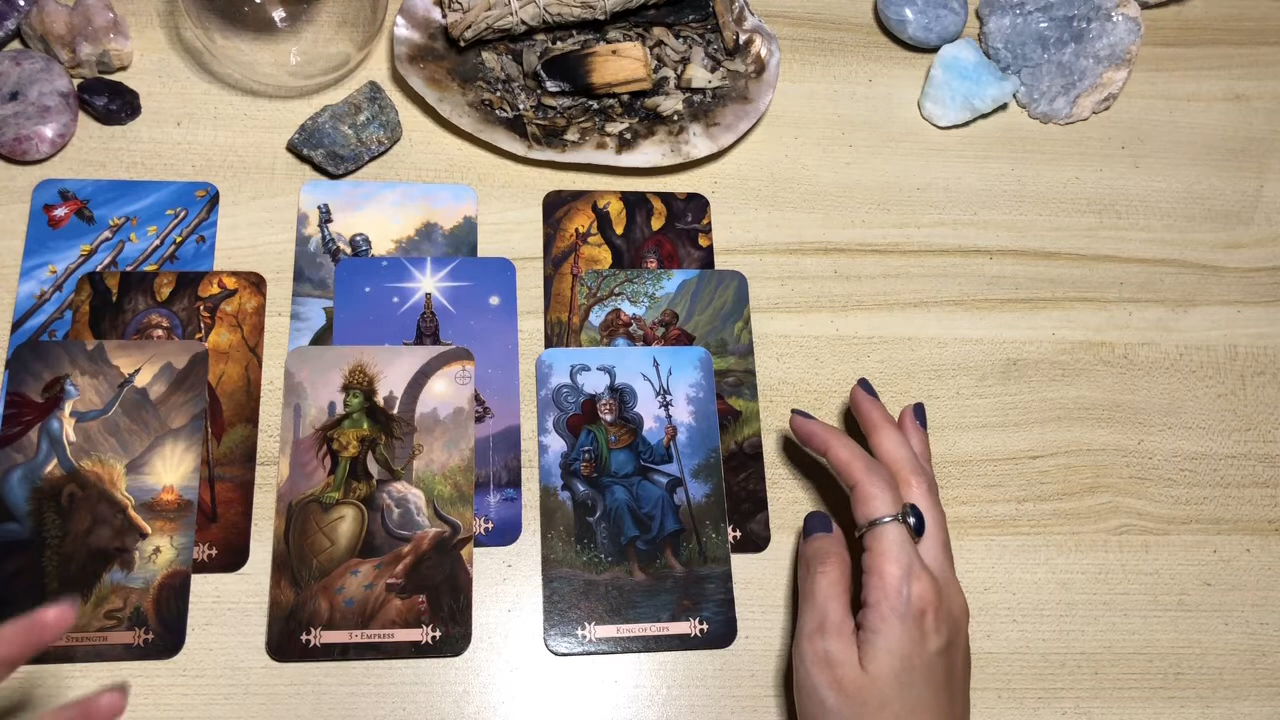 STRENGTH
3 • EMPRESS
KING OF CUPS